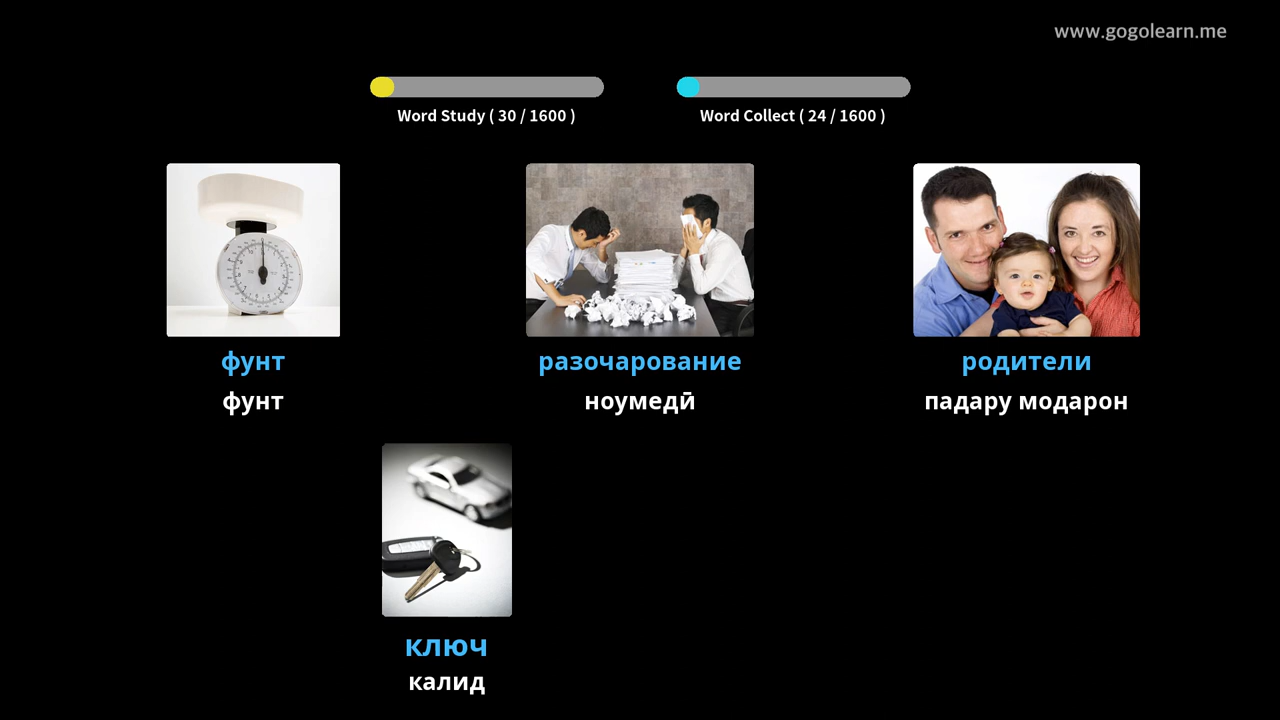 www.gogolearn.me
Word Study ( 30 / 1600 )
Word Collect ( 24 / 1600 )
фунт
фунт
разочарование
ноумедӣ
родители
падару модарон
ключ
калид